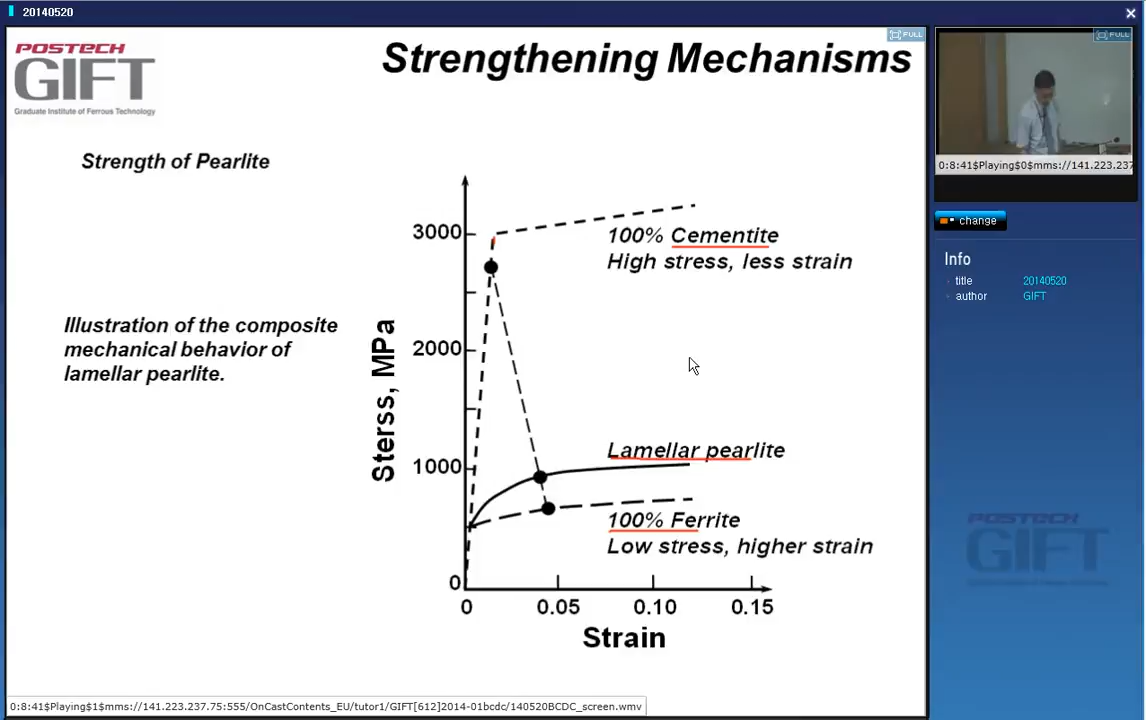 20140520
FULL
FULL
POSTECH
GIFT
Graduate Institute of Ferrous Technology
Strengthening Mechanisms
Strength of Pearlite
Illustration of the composite
mechanical behavior of
lamellar pearlite.
Sterss, MPa
3000
2000
1000
0
100% Cementite
High stress, less strain
Lamellar pearlite
100% Ferrite
Low stress, higher strain
0
0.05
0.10
0.15
Strain
0:8:41$Playing$0$mms://141.223.237
change
Info
title 20140520
author GIFT
POSTECH
GIFT
0:8:41$Playing$1$mms://141.223.237.75:555/OnCastContents_EU/tutor1/GIFT[612]2014-01bcdc/140520BCDC_screen.wmv